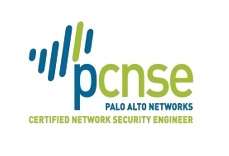 pcnse
PALO ALTO NETWORKS
CERTIFIED NETWORK SECURITY ENGINEER